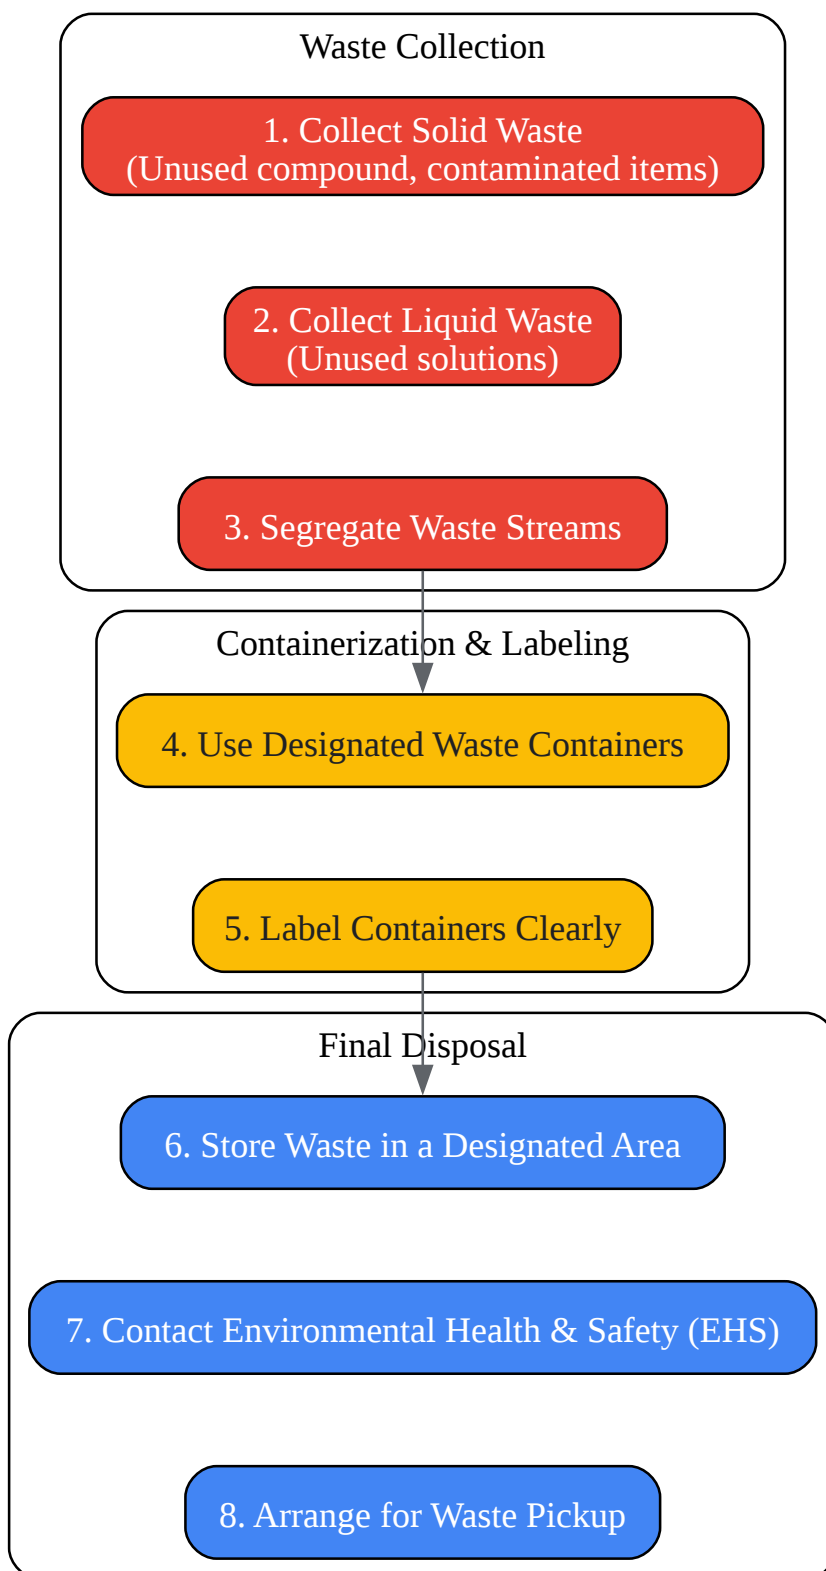 Waste Collection
1. Collect Solid Waste
(Unused compound, contaminated items)
2. Collect Liquid Waste
(Unused solutions)
3. Segregate Waste Streams
Containerization & Labeling
4. Use Designated Waste Containers
5. Label Containers Clearly
Final Disposal
6. Store Waste in a Designated Area
7. Contact Environmental Health & Safety (EHS)
8. Arrange for Waste Pickup